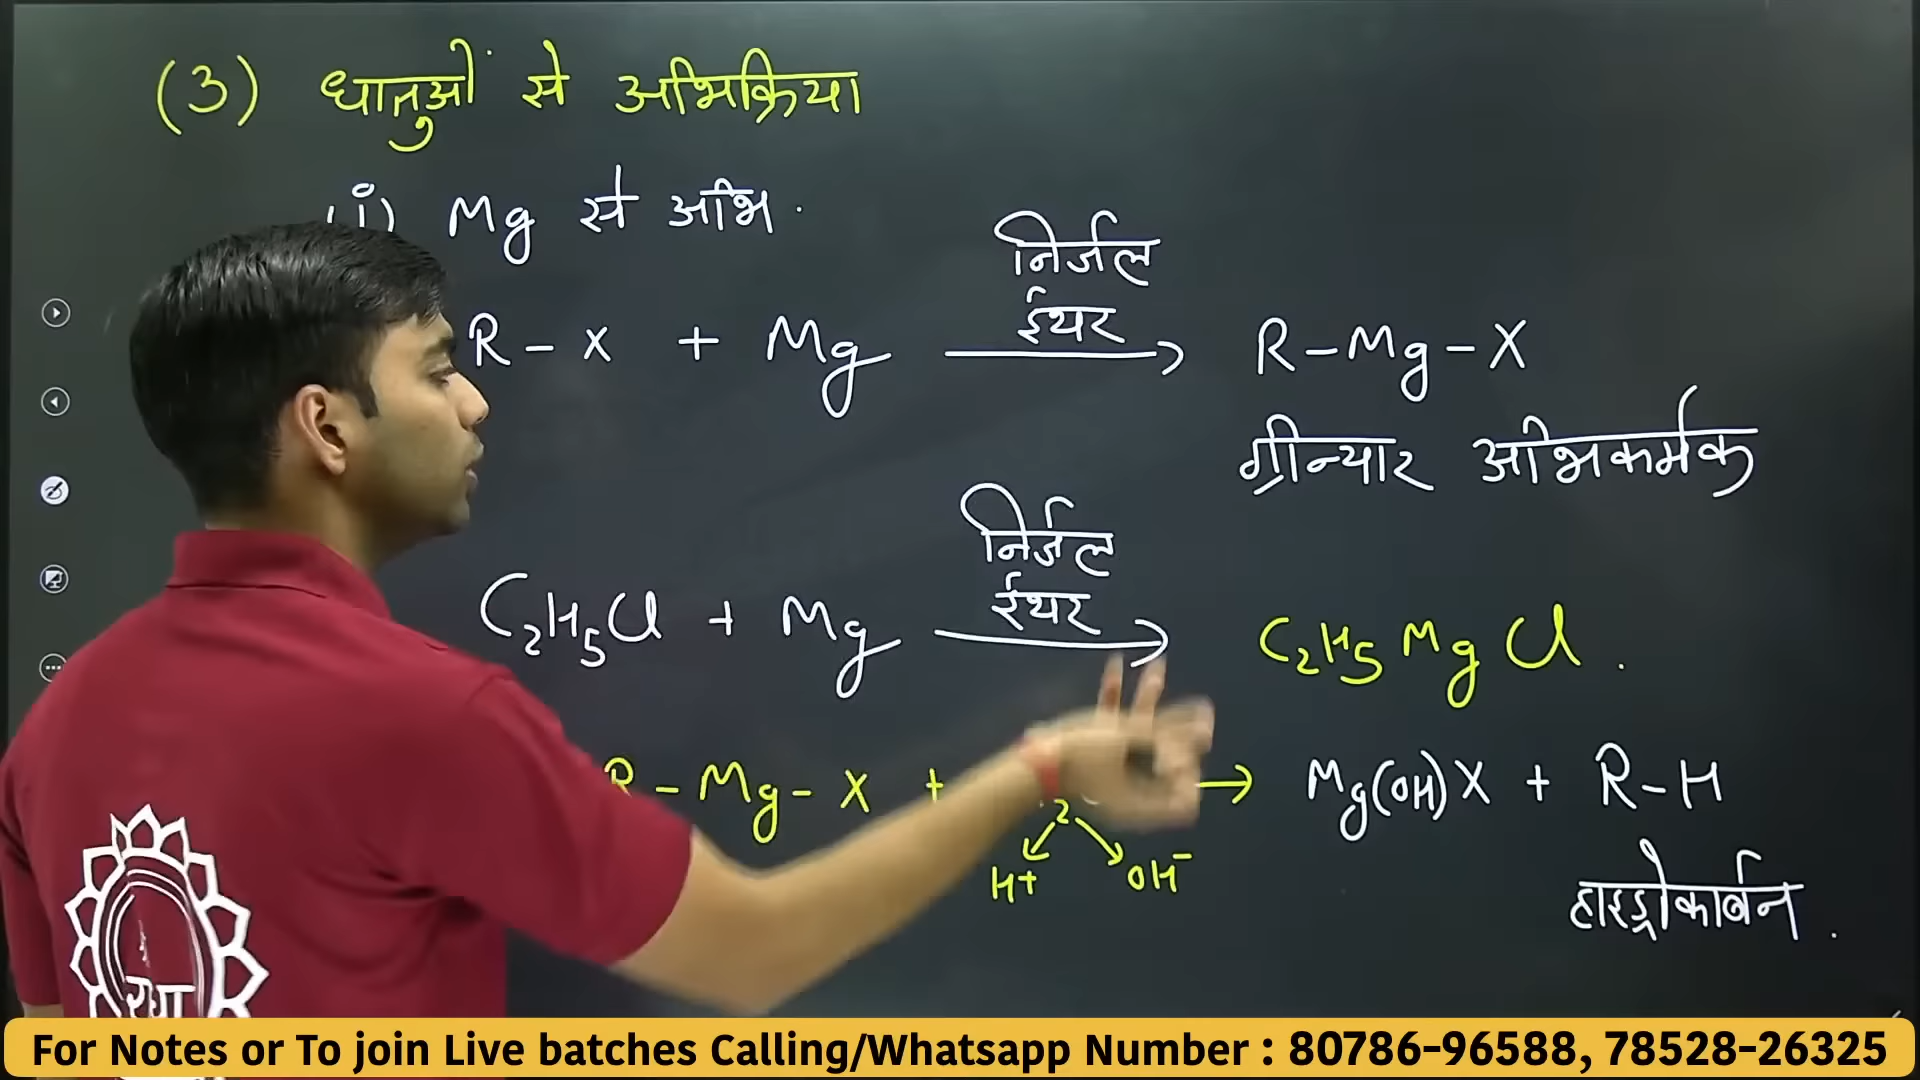 (3) धातुओं से अभिक्रिया
(i) Mg से अभि.
निर्जल
ईथर
R - X + Mg → R - Mg - X
ग्रीन्यार अभिकर्मक
निर्जल
ईथर
C₂H₅Cl + Mg → C₂H₅MgCl.
R - Mg - X + 2 → Mg(OH)X + R - H
H+ OH⁻
हाइड्रोकार्बन.
राधा
For Notes or To join Live batches Calling/Whatsapp Number : 80786-96588, 78528-26325